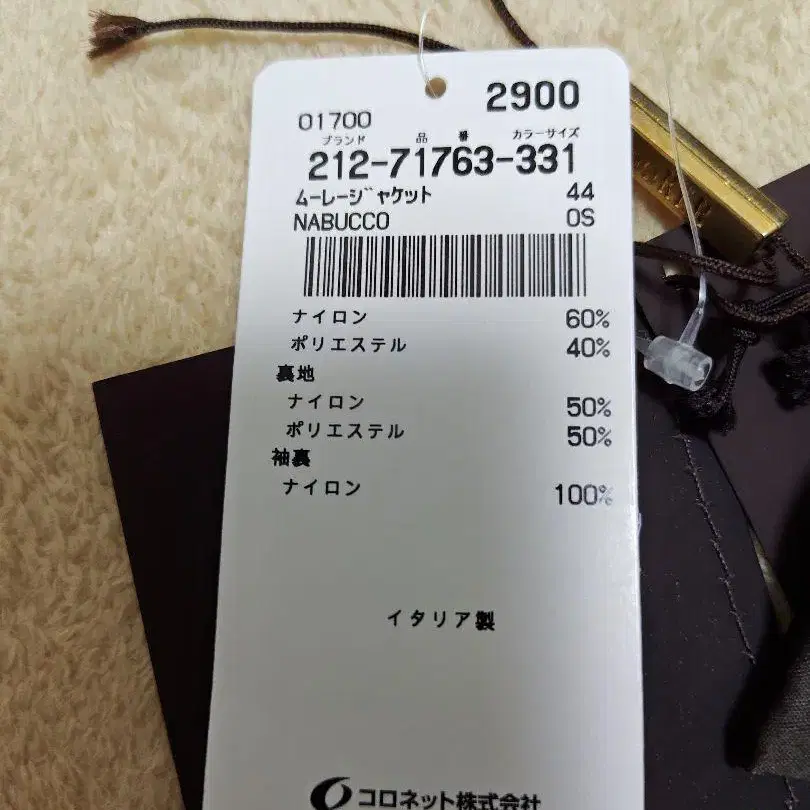 01700 2900
ブランド 品番 カラーサイズ
212-71763-331
ムーレージャケット 44
NABUCCO 0S
ナイロン 60%
ポリエステル 40%
裏地
ナイロン 50%
ポリエステル 50%
袖裏
ナイロン 100%
イタリア製
コロネット株式会社